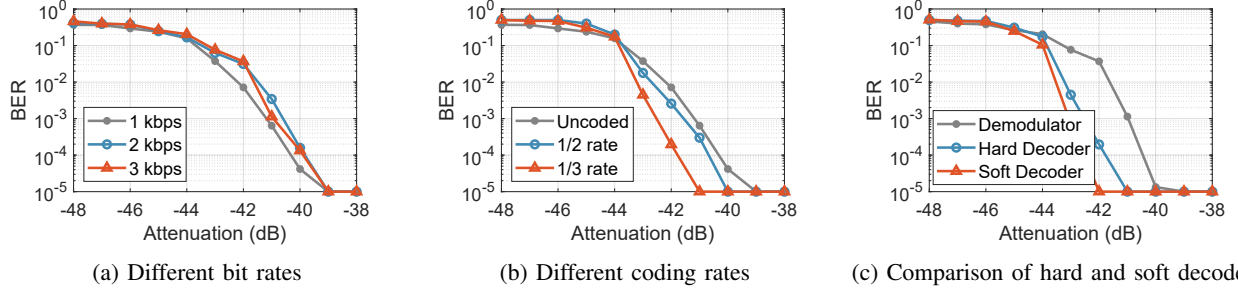 10^0
10^-1
10^-2
10^-3
10^-4
10^-5
BER
1 kbps
2 kbps
3 kbps
-48 -46 -44 -42 -40 -38
Attenuation (dB)
(a) Different bit rates
10^0
10^-1
10^-2
10^-3
10^-4
10^-5
BER
Uncoded
1/2 rate
1/3 rate
-48 -46 -44 -42 -40 -38
Attenuation (dB)
(b) Different coding rates
10^0
10^-1
10^-2
10^-3
10^-4
10^-5
BER
Demodulator
Hard Decoder
Soft Decoder
-48 -46 -44 -42 -40 -38
Attenuation (dB)
(c) Comparison of hard and soft decode